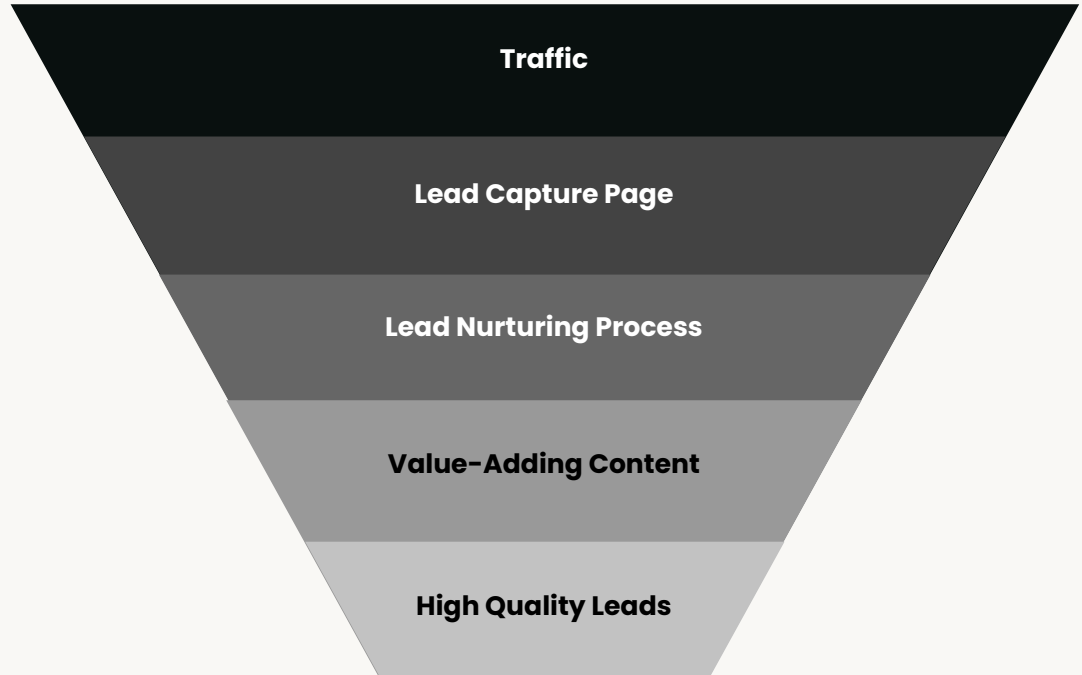 Traffic
Lead Capture Page
Lead Nurturing Process
Value-Adding Content
High Quality Leads